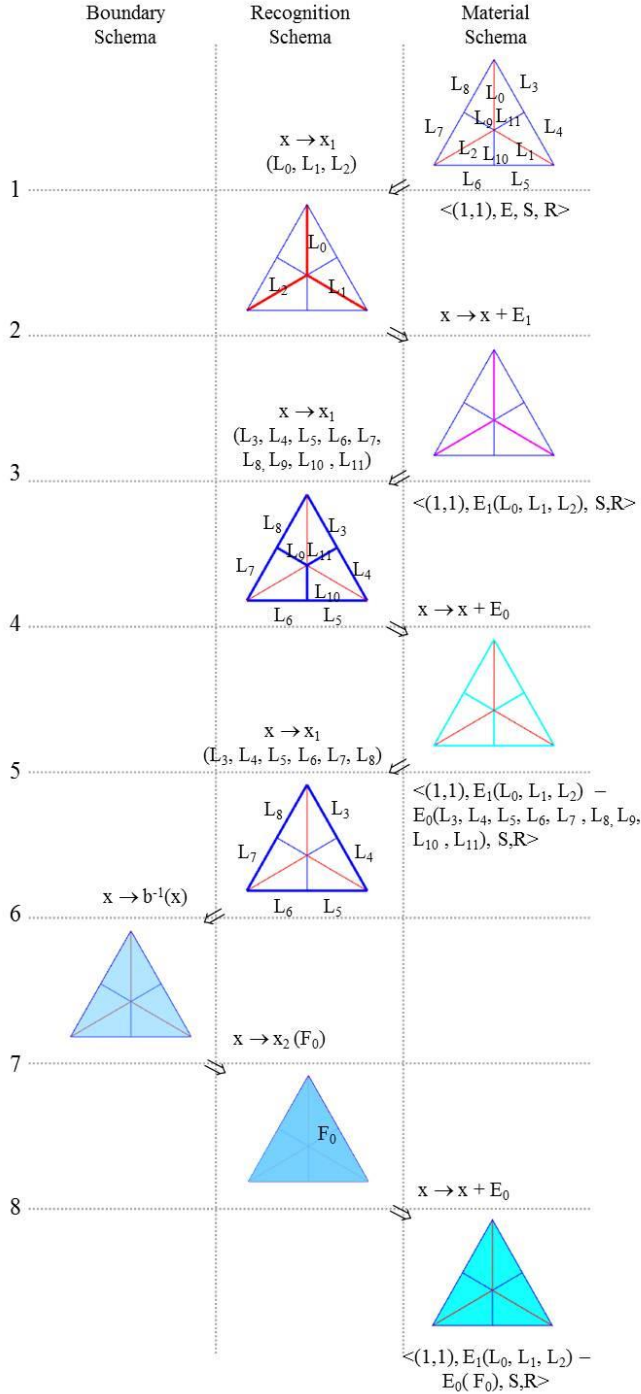 Boundary Schema
Recognition Schema
Material Schema
L8 L3
L0
L9 L11
L7 L4
L2 L1
L10
L6 L5
x → x1
(L0, L1, L2)
1
<(1,1), E, S, R>
L0
L2 L1
x → x + E1
2
x → x1
(L3, L4, L5, L6, L7,
L8, L9, L10 , L11)
3
<(1,1), E1(L0, L1, L2), S,R>
L8 L3
L9 L11
L7 L4
L10
L6 L5
4
x → x + E0
x → x1
(L3, L4, L5, L6, L7, L8)
5
<(1,1), E1(L0, L1, L2) –
E0(L3, L4, L5, L6, L7 , L8, L9,
L10 , L11), S,R>
L8 L3
L7 L4
L6 L5
x → b-1(x)
6
x → x2 (F0)
7
F0
x → x + E0
8
<(1,1), E1(L0, L1, L2) –
E0( F0), S,R>